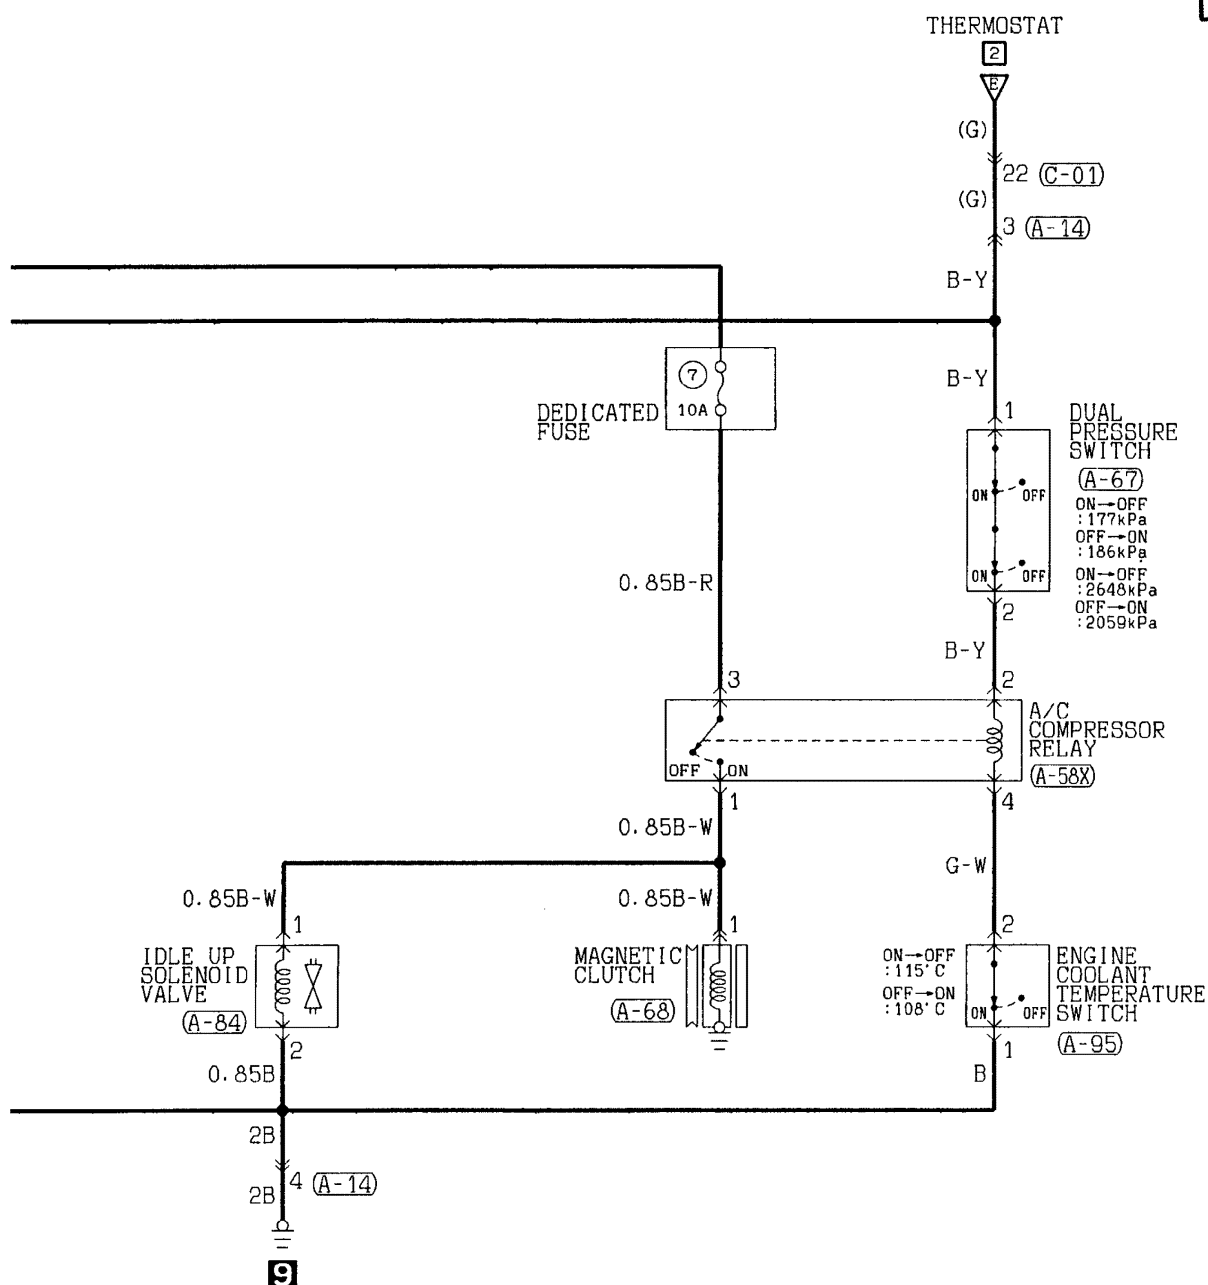 THERMOSTAT
2
E
(G)
22 (C-01)
(G)
3 (A-14)
B-Y
B-Y
1
DUAL
PRESSURE
SWITCH
(A-67)
7
10A
DEDICATED
FUSE
ON OFF
ON→OFF
:177kPa
OFF→ON
:186kPa
ON OFF
ON→OFF
:2648kPa
OFF→ON
:2059kPa
0.85B-R
2
B-Y
3
2
A/C
COMPRESSOR
RELAY
(A-58X)
OFF ON
1
4
0.85B-W
G-W
0.85B-W
0.85B-W
1
1
2
IDLE UP
SOLENOID
VALVE
(A-84)
MAGNETIC
CLUTCH
(A-68)
ON→OFF
:115°C
OFF→ON
:108°C
ON OFF
ENGINE
COOLANT
TEMPERATURE
SWITCH
(A-95)
2
1
0.85B
B
2B
4 (A-14)
2B
9